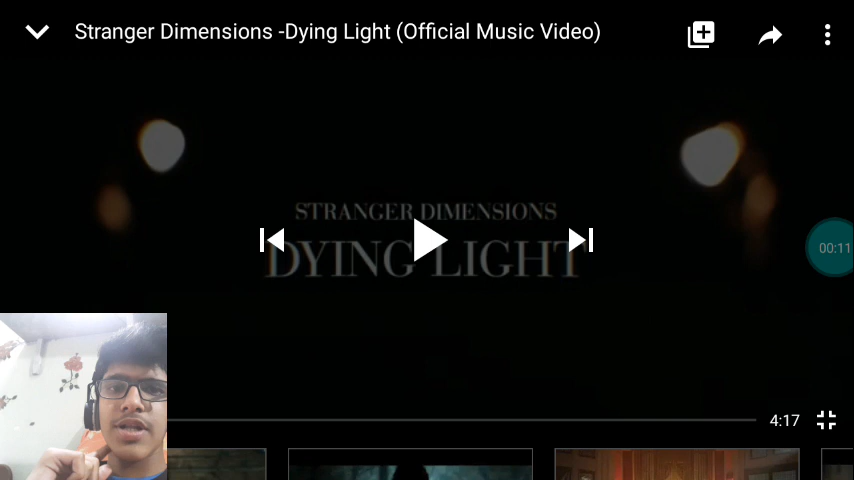 Stranger Dimensions -Dying Light (Official Music Video)
STRANGER DIMENSIONS
DYING LIGHT
00:11
4:17